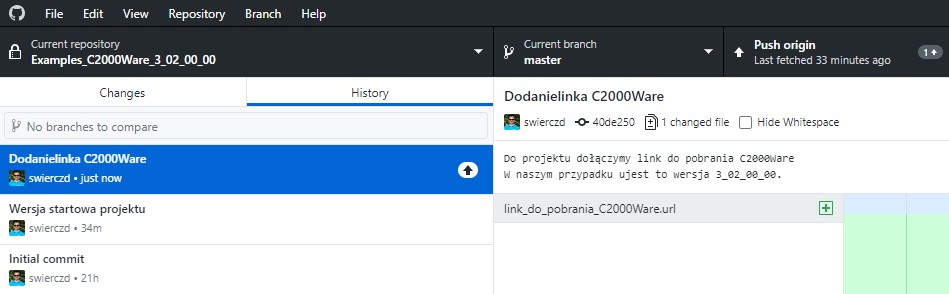 File Edit View Repository Branch Help
Current repository
Examples_C2000Ware_3_02_00_00
Current branch
master
Push origin
Last fetched 33 minutes ago
1
Changes
History
No branches to compare
Dodanielinka C2000Ware
swierczd • just now
Wersja startowa projektu
swierczd • 34m
Initial commit
swierczd • 21h
Dodanielinka C2000Ware
swierczd 40de250 1 changed file Hide Whitespace
Do projektu dołączymy link do pobrania C2000Ware
W naszym przypadku ujest to wersja 3_02_00_00.
link_do_pobrania_C2000Ware.url